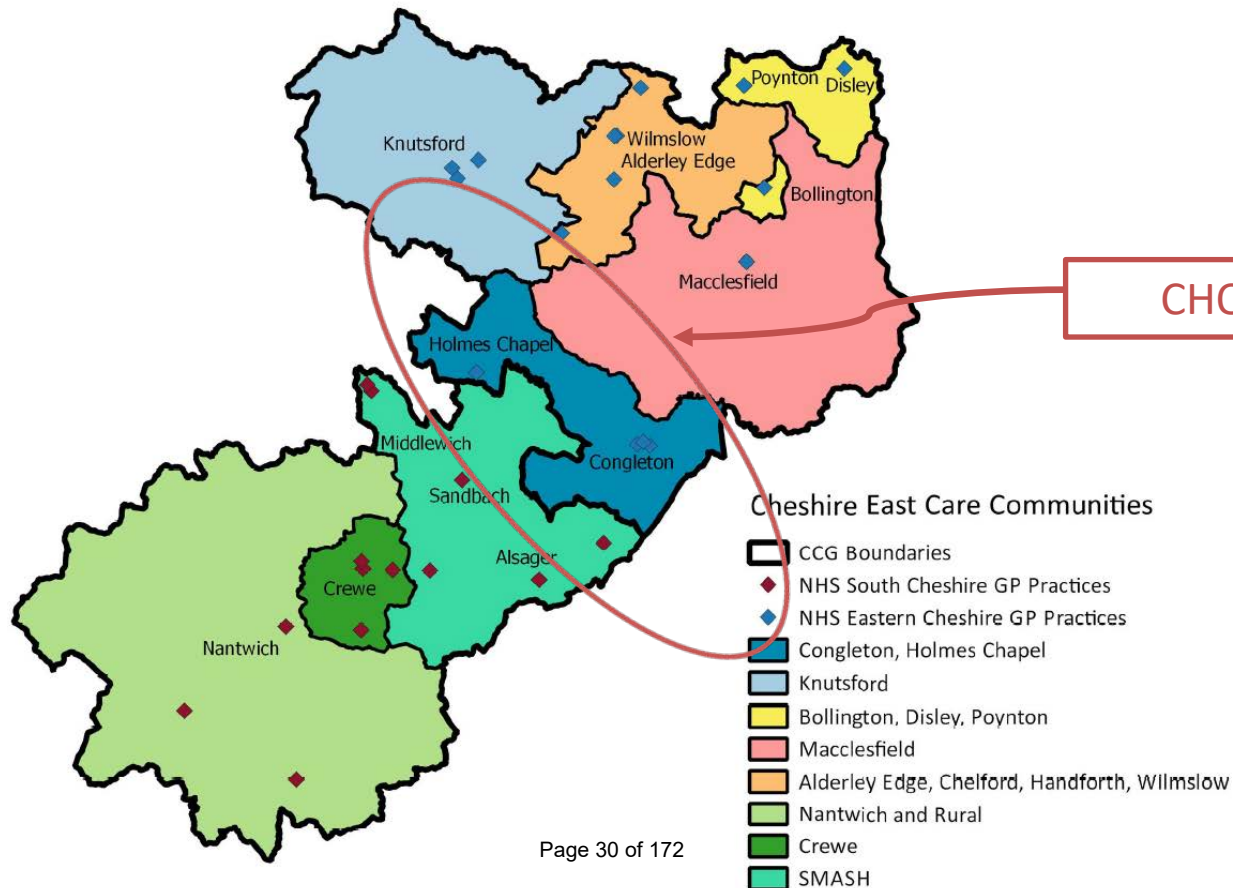 Poynton
Disley
Knutsford
Wilmslow
Alderley Edge
Bollington
Macclesfield
CHO
Holmes Chapel
Middlewich
Congleton
Sandbach
Alsager
Crewe
Nantwich
Cheshire East Care Communities
CCG Boundaries
NHS South Cheshire GP Practices
NHS Eastern Cheshire GP Practices
Congleton, Holmes Chapel
Knutsford
Bollington, Disley, Poynton
Macclesfield
Alderley Edge, Chelford, Handforth, Wilmslow
Nantwich and Rural
Crewe
SMASH
Page 30 of 172